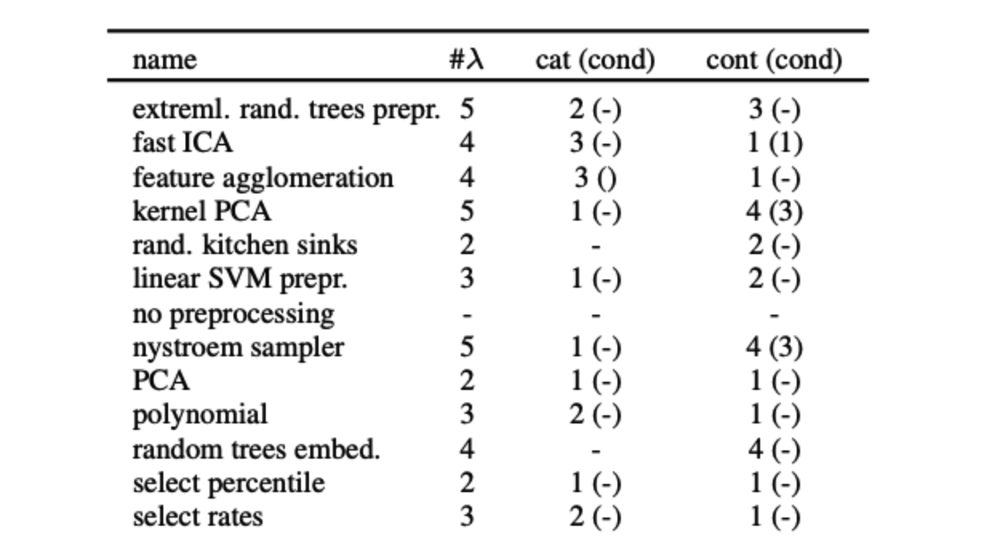 name #λ cat (cond) cont (cond)
extreml. rand. trees prepr. 5 2 (-) 3 (-)
fast ICA 4 3 (-) 1 (1)
feature agglomeration 4 3 () 1 (-)
kernel PCA 5 1 (-) 4 (3)
rand. kitchen sinks 2 - 2 (-)
linear SVM prepr. 3 1 (-) 2 (-)
no preprocessing - - -
nystroem sampler 5 1 (-) 4 (3)
PCA 2 1 (-) 1 (-)
polynomial 3 2 (-) 1 (-)
random trees embed. 4 - 4 (-)
select percentile 2 1 (-) 1 (-)
select rates 3 2 (-) 1 (-)